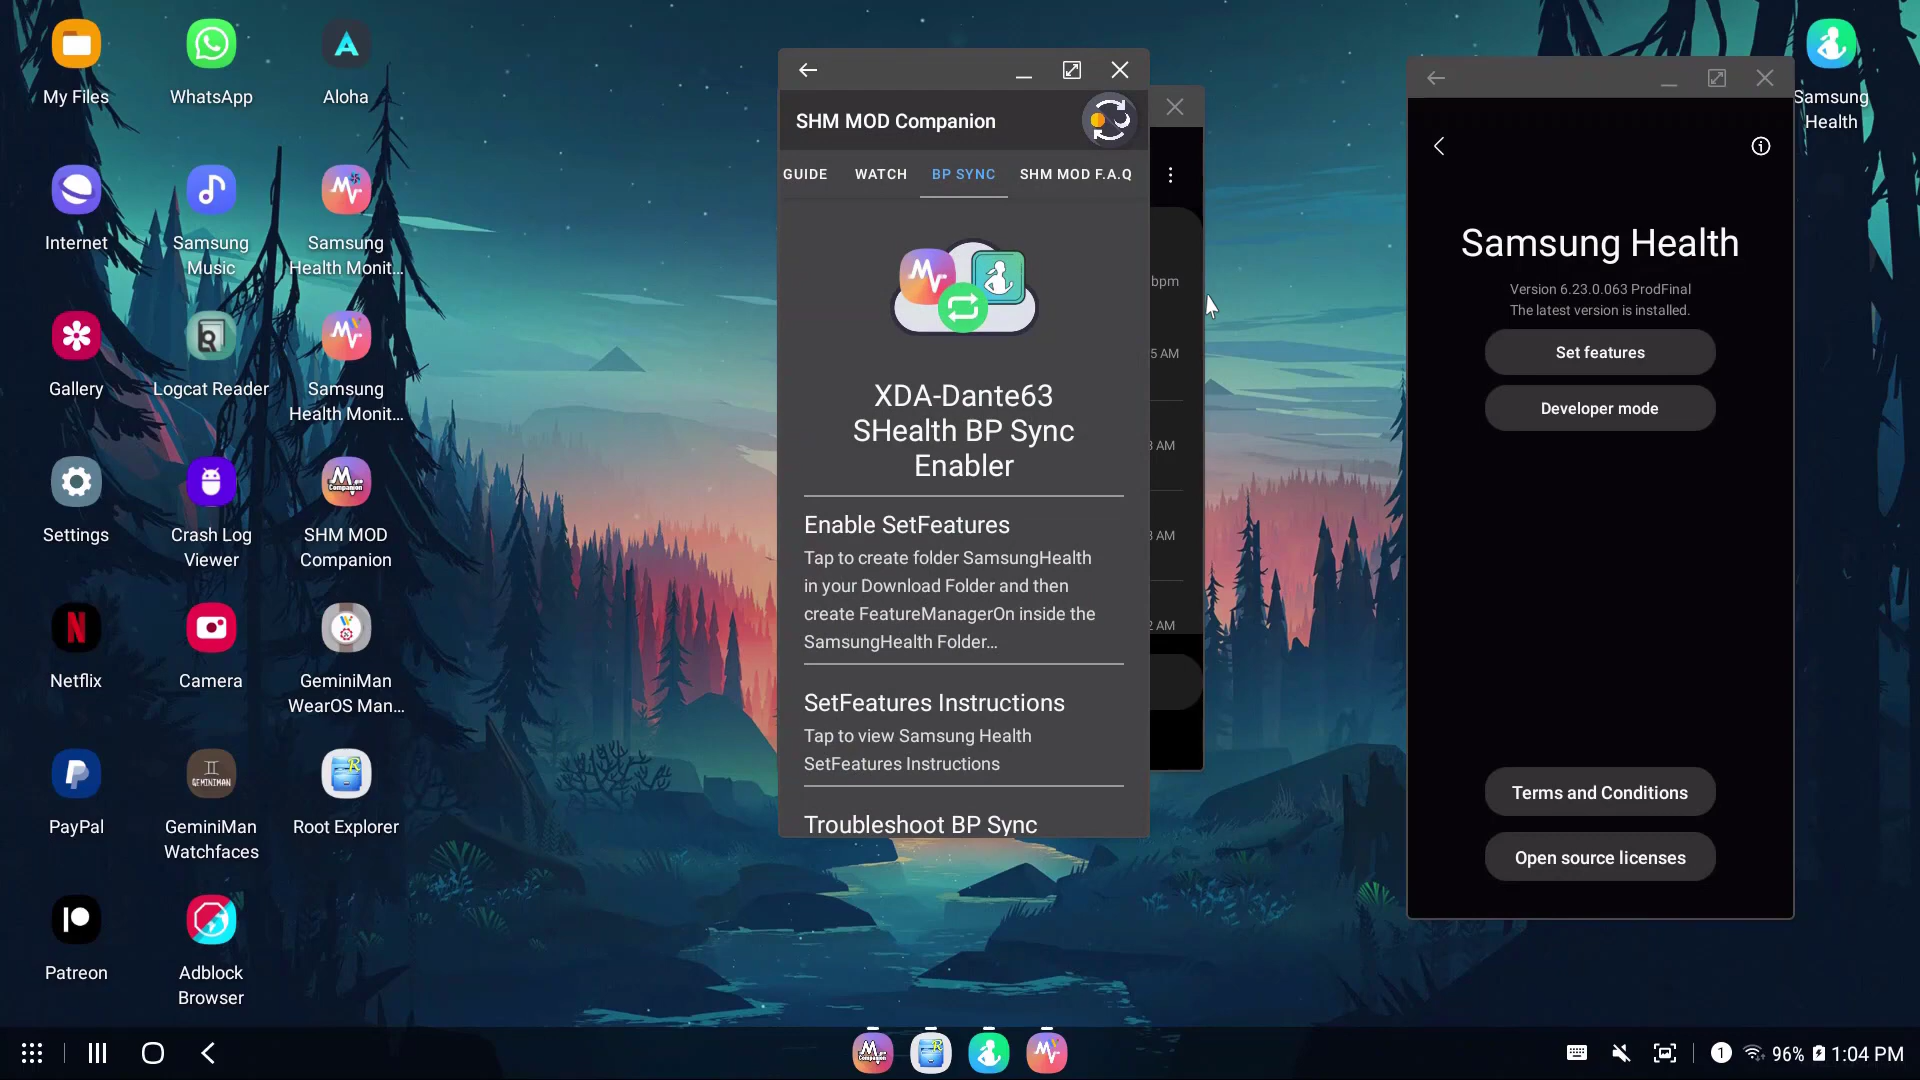 My Files
WhatsApp
Aloha
Internet
Samsung
Music
Samsung
Health Monit...
Gallery
Logcat Reader
Samsung
Health Monit...
Settings
Crash Log
Viewer
SHM MOD
Companion
Netflix
Camera
GeminiMan
WearOS Man...
PayPal
GEMINIMAN
GeminiMan
Watchfaces
Root Explorer
Patreon
Adblock
Browser
SHM MOD Companion
GUIDE
WATCH
BP SYNC
SHM MOD F.A.Q
XDA-Dante63
SHealth BP Sync
Enabler
Enable SetFeatures
Tap to create folder SamsungHealth
in your Download Folder and then
create FeatureManagerOn inside the
SamsungHealth Folder...
SetFeatures Instructions
Tap to view Samsung Health
SetFeatures Instructions
Troubleshoot BP Sync
bpm
5 AM
3 AM
3 AM
2 AM
Samsung Health
Version 6.23.0.063 ProdFinal
The latest version is installed.
Set features
Developer mode
Terms and Conditions
Open source licenses
Samsung
Health
1
96%
1:04 PM